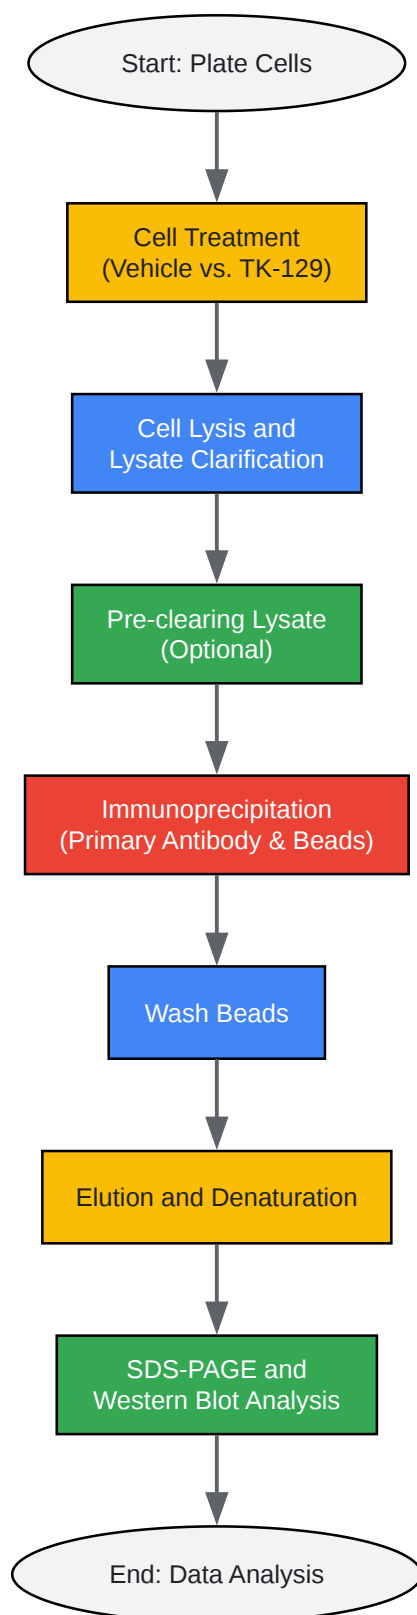 Start: Plate Cells
Cell Treatment
(Vehicle vs. TK-129)
Cell Lysis and
Lysate Clarification
Pre-clearing Lysate
(Optional)
Immunoprecipitation
(Primary Antibody & Beads)
Wash Beads
Elution and Denaturation
SDS-PAGE and
Western Blot Analysis
End: Data Analysis